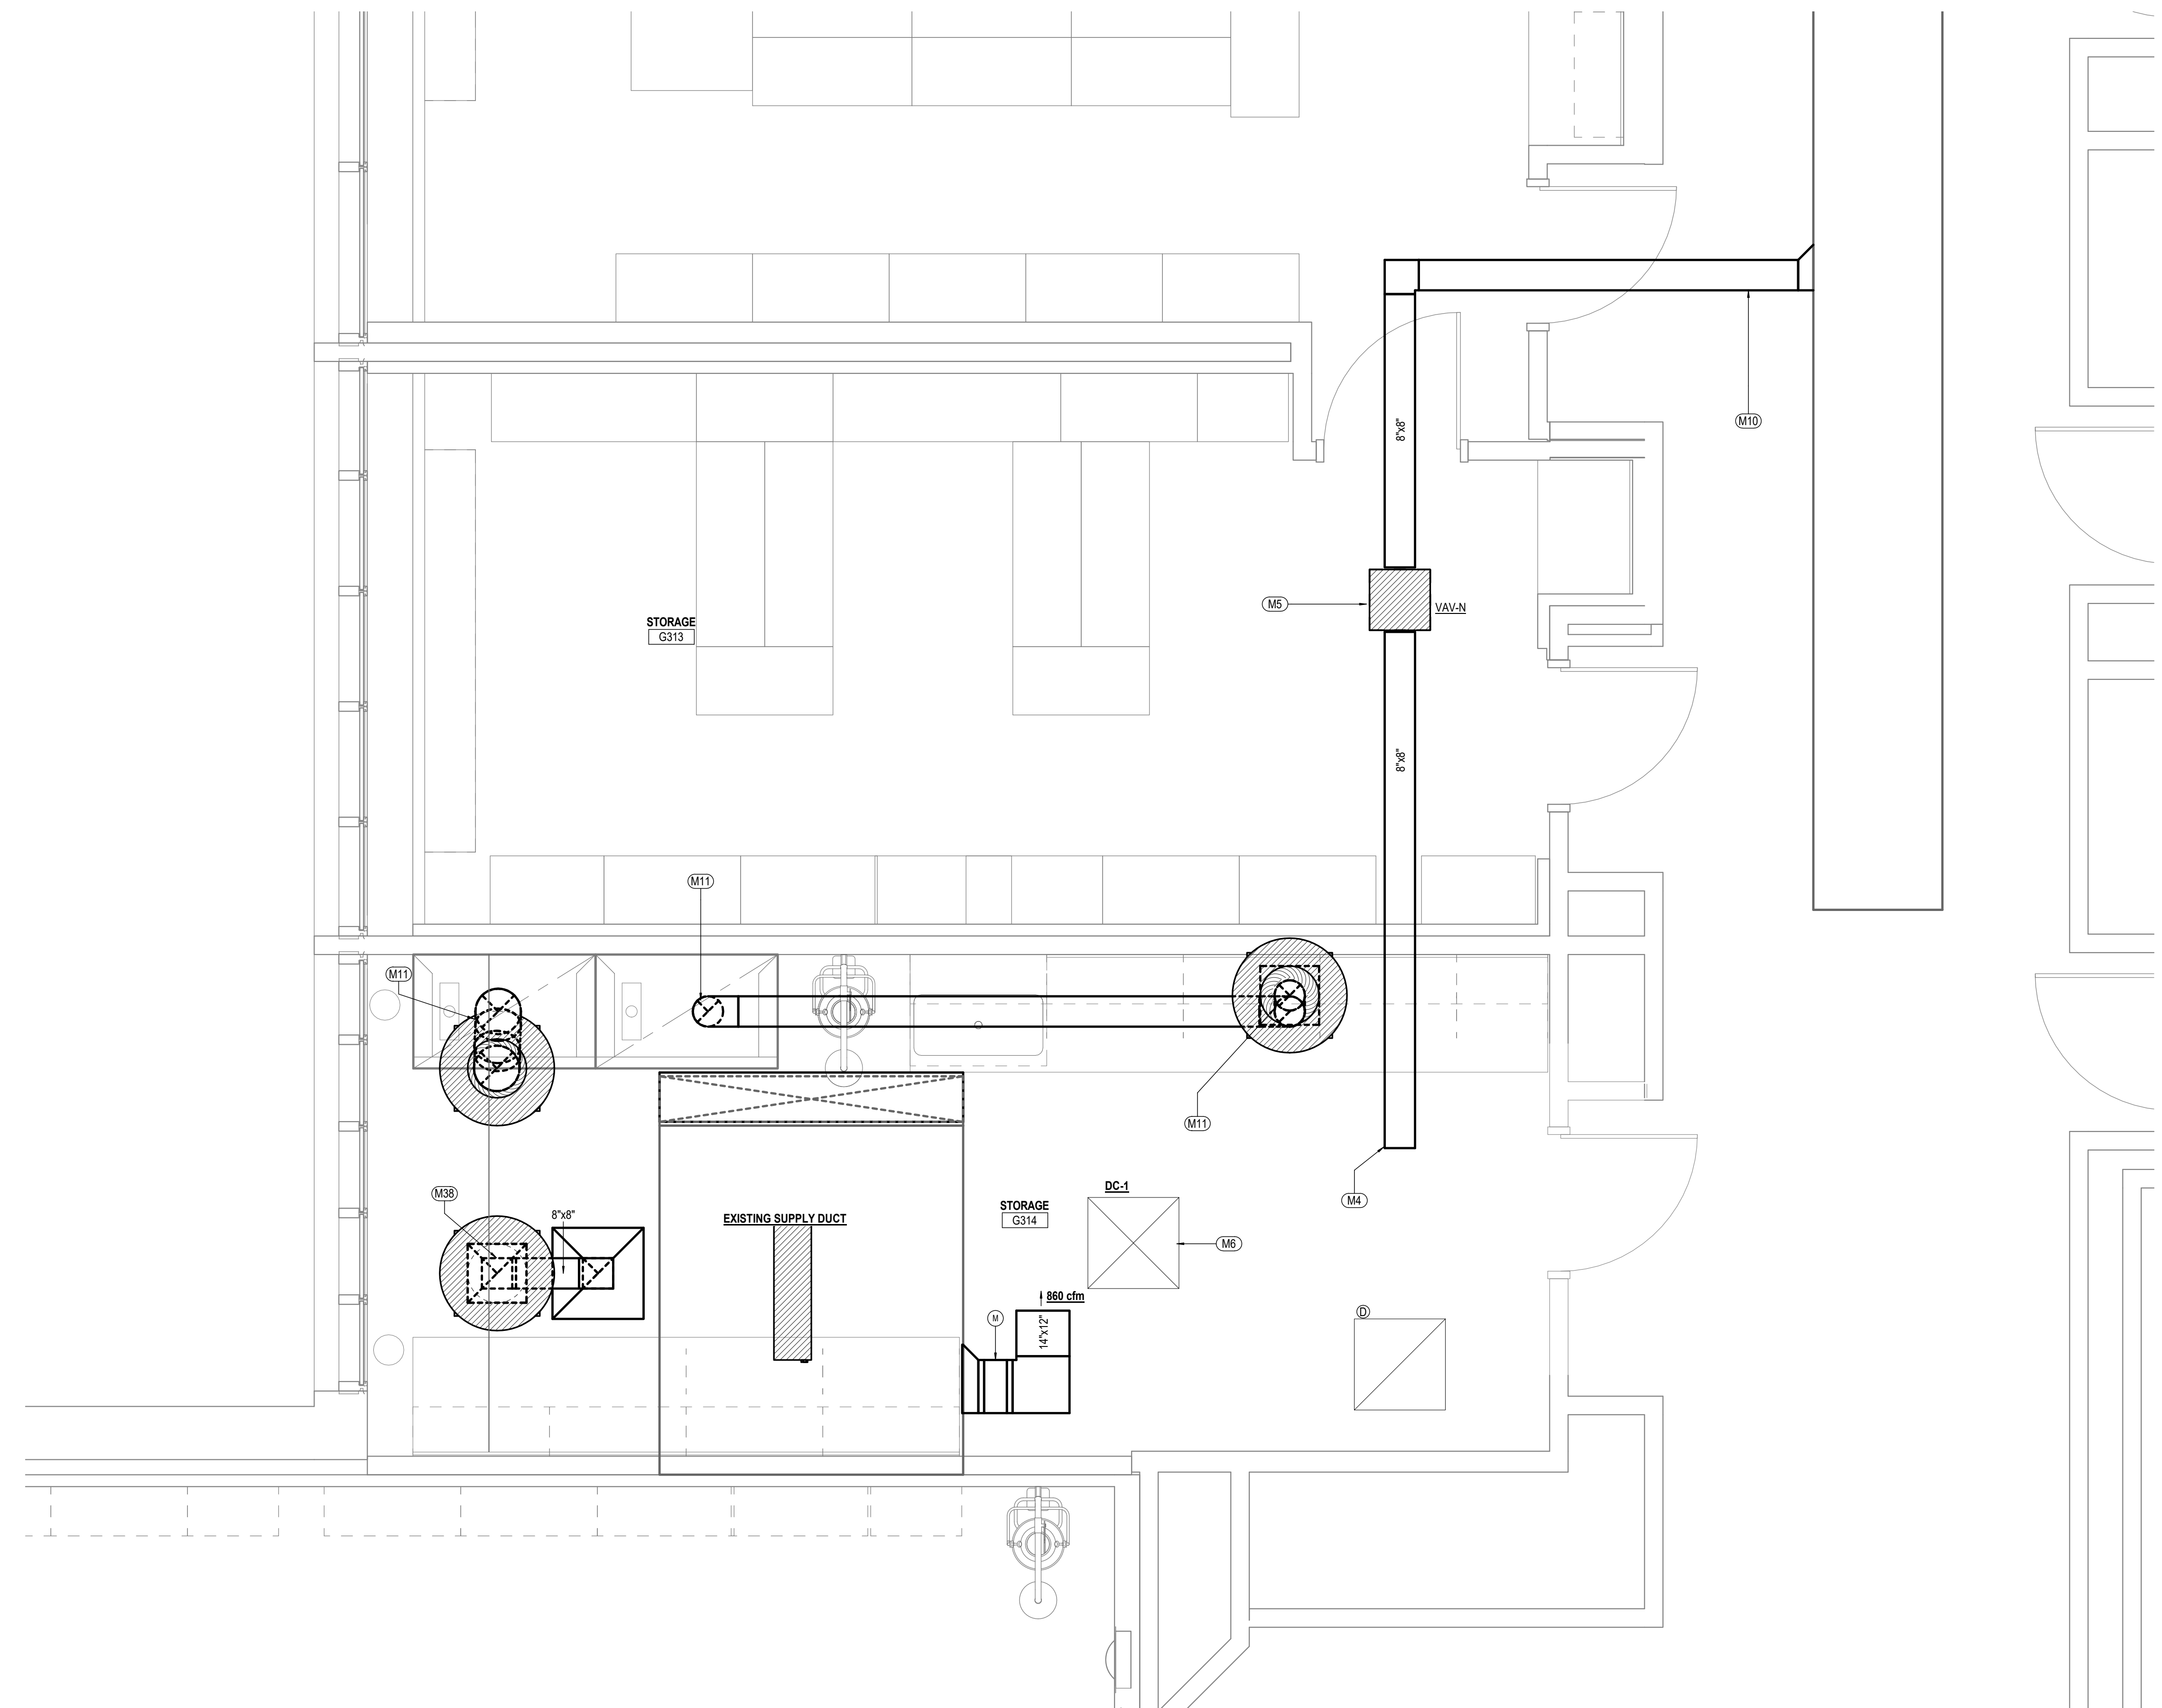 8"x8"
M10
M5
VAV-N
STORAGE
G313
8"x8"
M11
M11
M11
DC-1
M38
M4
STORAGE
G314
8"x8"
EXISTING SUPPLY DUCT
M6
860 cfm
D
M
14"x12"